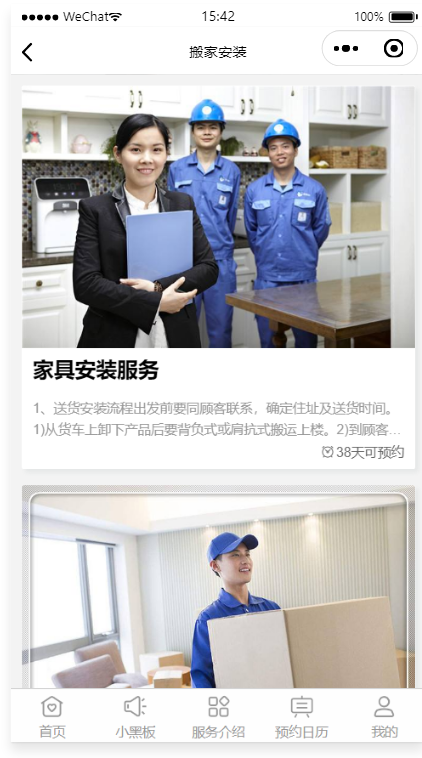 WeChat
15:42
100%
搬家安装
家具安装服务
1、送货安装流程出发前要同顾客联系，确定住址及送货时间。
1)从货车上卸下产品后要背负式或肩抗式搬运上楼。2)到顾客...
38天可预约
首页
小黑板
服务介绍
预约日历
我的